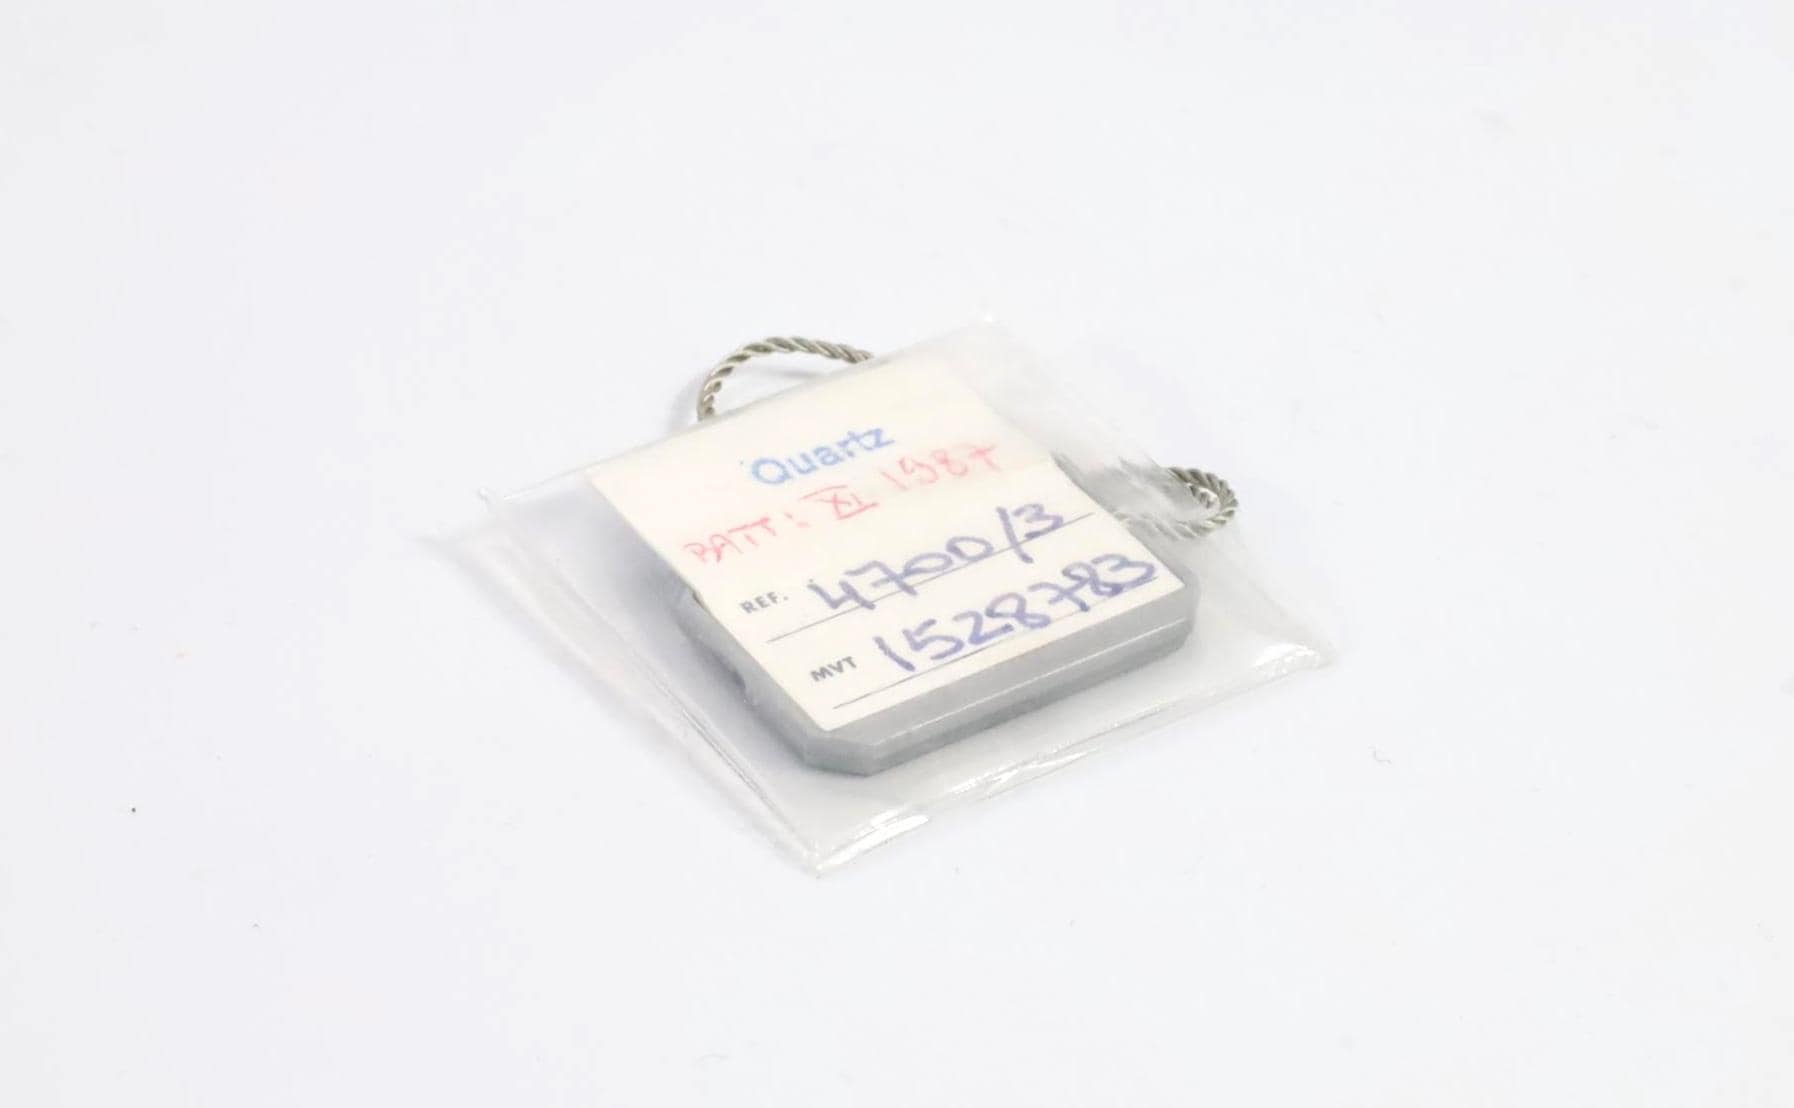 Quartz
BATT: XI 1987
REF. 4700/3
MVT 1528783